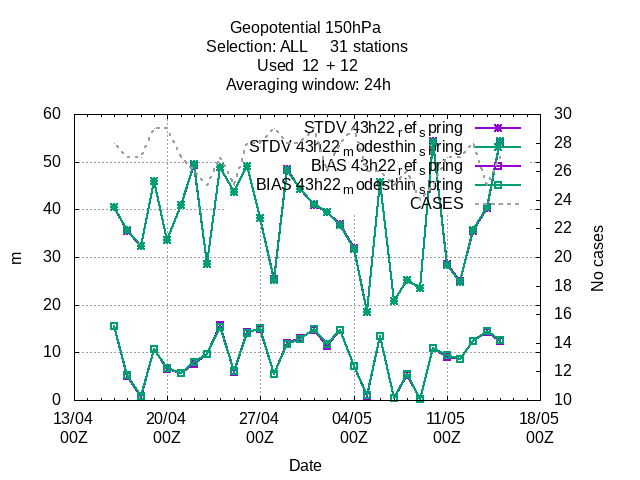 Geopotential 150hPa
Selection: ALL 31 stations
Used 12 + 12
Averaging window: 24h
STDV 43h22_ref_spring
STDV 43h22_modesthin_spring
BIAS 43h22_ref_spring
BIAS 43h22_modesthin_spring
CASES
60
50
40
30
20
10
0
m
30
28
26
24
22
20
18
16
14
12
10
No cases
13/04 20/04 27/04 04/05 11/05 18/05
00Z 00Z 00Z 00Z 00Z 00Z
Date